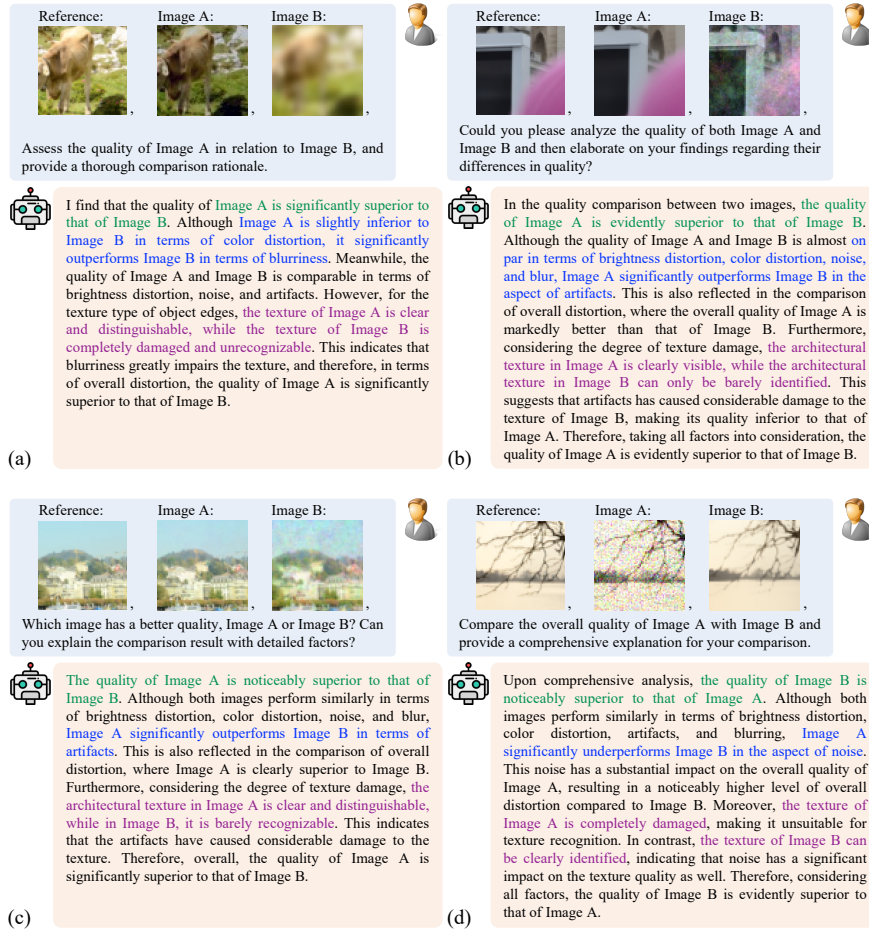 Reference: Image A: Image B:
, , ,
Assess the quality of Image A in relation to Image B, and
provide a thorough comparison rationale.
I find that the quality of Image A is significantly superior to
that of Image B. Although Image A is slightly inferior to
Image B in terms of color distortion, it significantly
outperforms Image B in terms of blurriness. Meanwhile, the
quality of Image A and Image B is comparable in terms of
brightness distortion, noise, and artifacts. However, for the
texture type of object edges, the texture of Image A is clear
and distinguishable, while the texture of Image B is
completely damaged and unrecognizable. This indicates that
blurriness greatly impairs the texture, and therefore, in terms
of overall distortion, the quality of Image A is significantly
superior to that of Image B.
(a)
Reference: Image A: Image B:
, , ,
Could you please analyze the quality of both Image A and
Image B and then elaborate on your findings regarding their
differences in quality?
In the quality comparison between two images, the quality
of Image A is evidently superior to that of Image B.
Although the quality of Image A and Image B is almost on
par in terms of brightness distortion, color distortion, noise,
and blur, Image A significantly outperforms Image B in the
aspect of artifacts. This is also reflected in the comparison
of overall distortion, where the overall quality of Image A is
markedly better than that of Image B. Furthermore,
considering the degree of texture damage, the architectural
texture in Image A is clearly visible, while the architectural
texture in Image B can only be barely identified. This
suggests that artifacts has caused considerable damage to the
texture of Image B, making its quality inferior to that of
Image A. Therefore, taking all factors into consideration, the
quality of Image A is evidently superior to that of Image B.
(b)
Reference: Image A: Image B:
, , ,
Which image has a better quality, Image A or Image B? Can
you explain the comparison result with detailed factors?
The quality of Image A is noticeably superior to that of
Image B. Although both images perform similarly in terms
of brightness distortion, color distortion, noise, and blur,
Image A significantly outperforms Image B in terms of
artifacts. This is also reflected in the comparison of overall
distortion, where Image A is clearly superior to Image B.
Furthermore, considering the degree of texture damage, the
architectural texture in Image A is clear and distinguishable,
while in Image B, it is barely recognizable. This indicates
that the artifacts have caused considerable damage to the
texture. Therefore, overall, the quality of Image A is
significantly superior to that of Image B.
(c)
Reference: Image A: Image B:
, , ,
Compare the overall quality of Image A with Image B and
provide a comprehensive explanation for your comparison.
Upon comprehensive analysis, the quality of Image B is
noticeably superior to that of Image A. Although both
images perform similarly in terms of brightness distortion,
color distortion, artifacts, and blurring, Image A
significantly underperforms Image B in the aspect of noise.
This noise has a substantial impact on the overall quality of
Image A, resulting in a noticeably higher level of overall
distortion compared to Image B. Moreover, the texture of
Image A is completely damaged, making it unsuitable for
texture recognition. In contrast, the texture of Image B can
be clearly identified, indicating that noise has a significant
impact on the texture quality as well. Therefore, considering
all factors, the quality of Image B is evidently superior to
that of Image A.
(d)